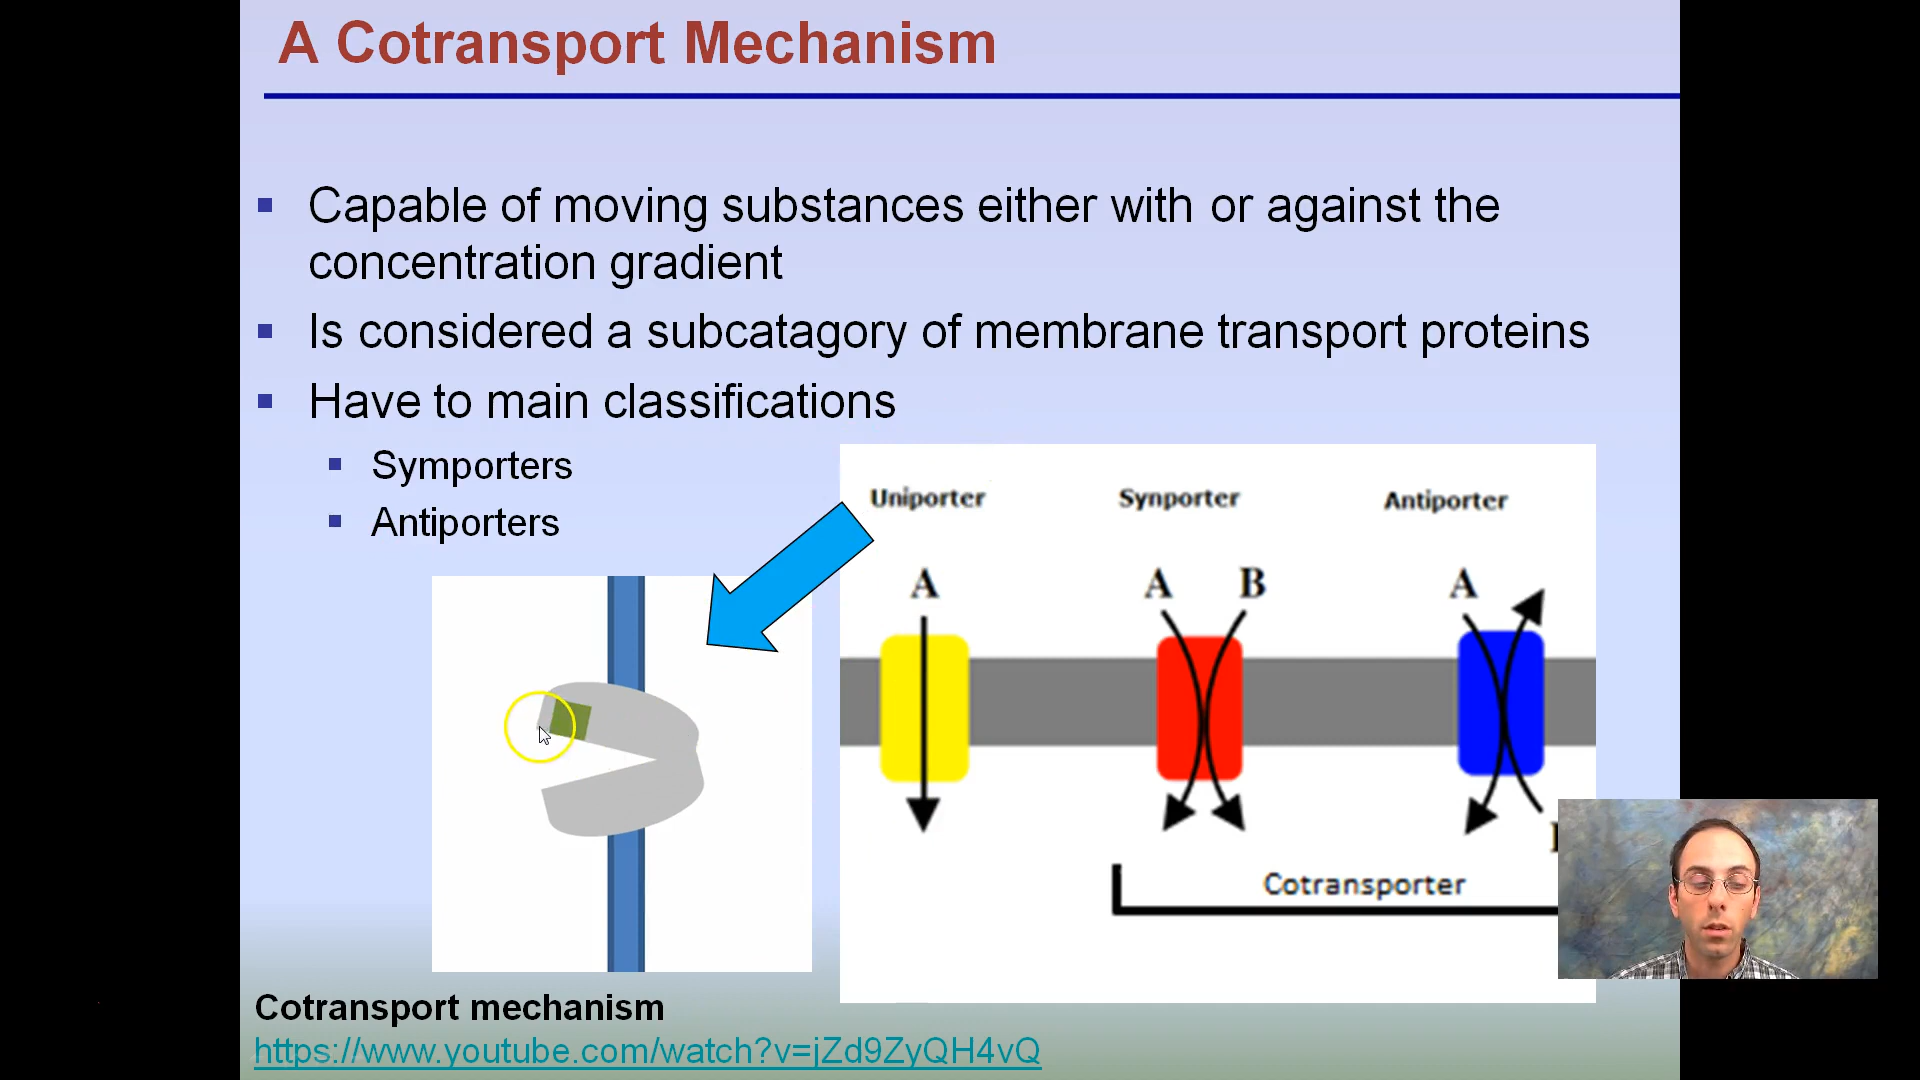 A Cotransport Mechanism
Capable of moving substances either with or against the
concentration gradient
Is considered a subcatagory of membrane transport proteins
Have to main classifications
Symporters
Antiporters
Uniporter Synporter Antiporter
A A B A
Cotransporter
Cotransport mechanism
https://www.youtube.com/watch?v=jZd9ZyQH4vQ